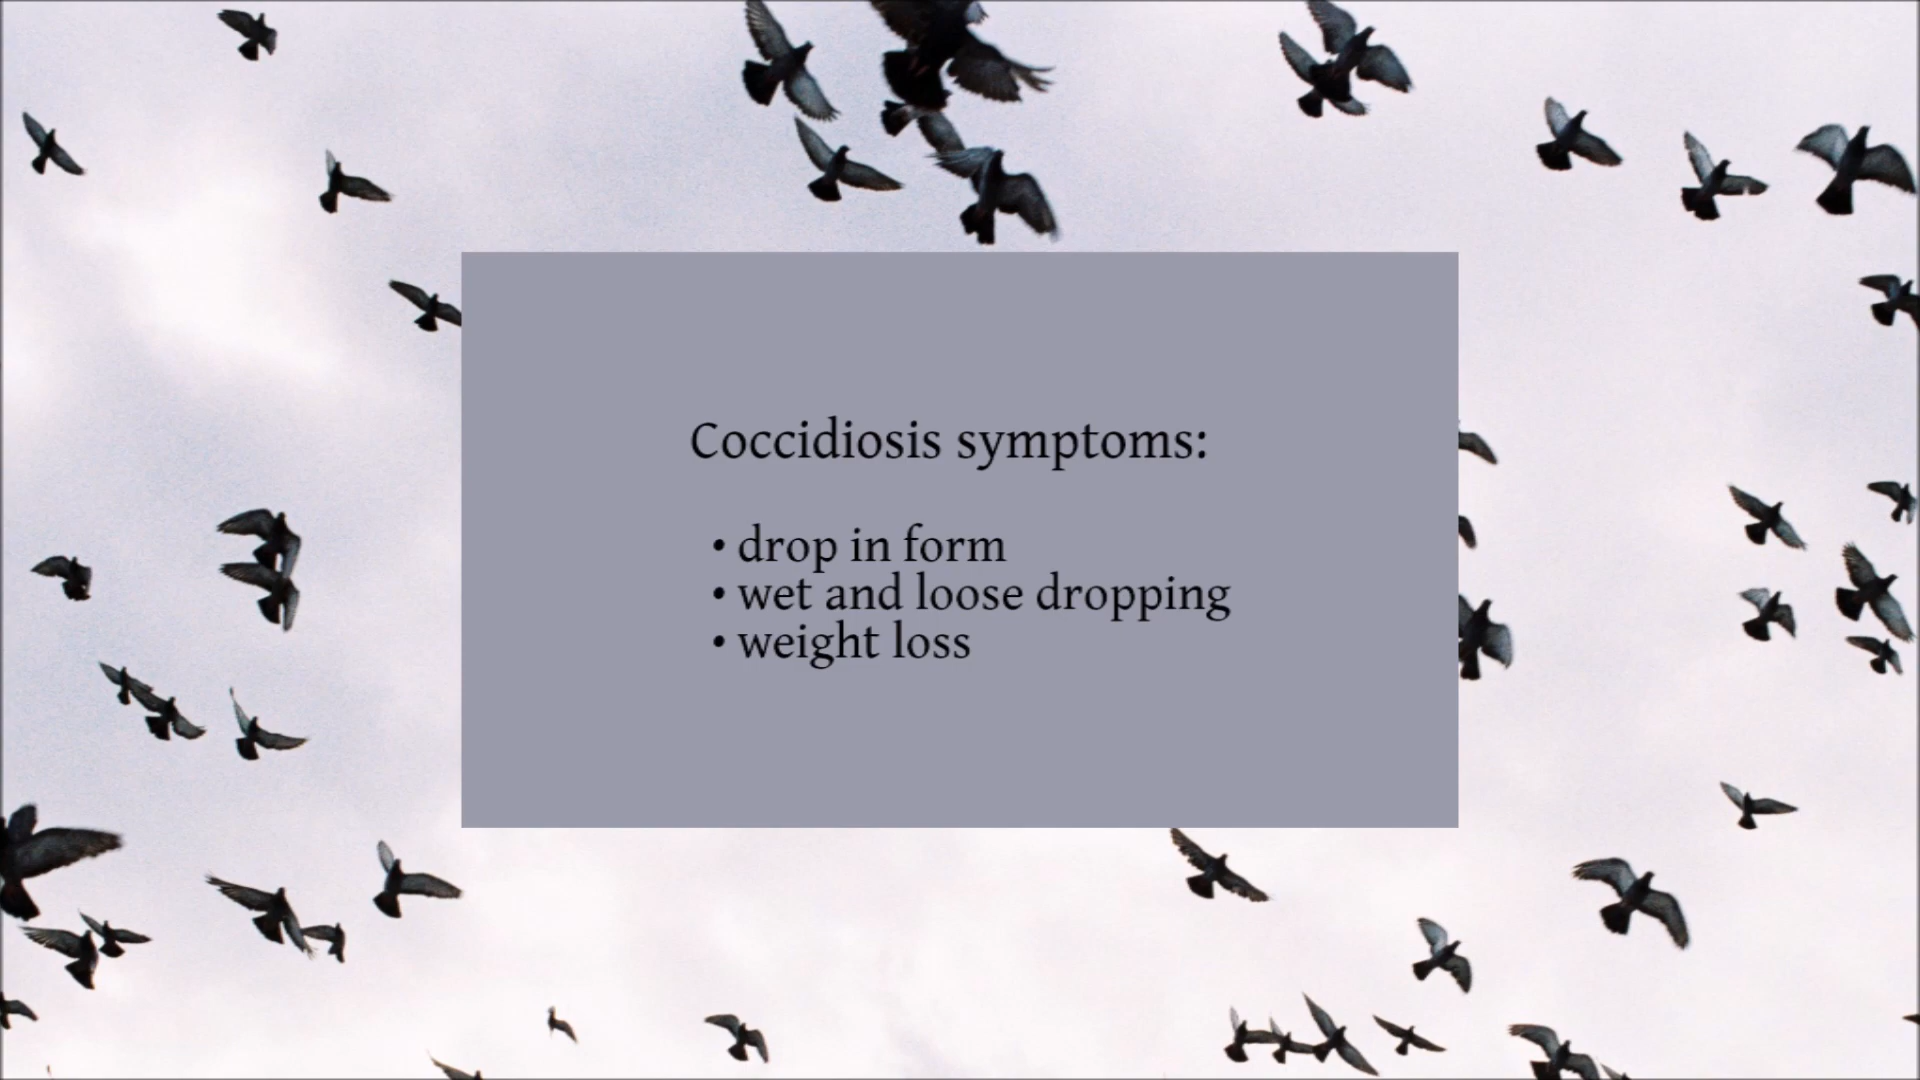 Coccidiosis symptoms:
• drop in form
• wet and loose dropping
• weight loss